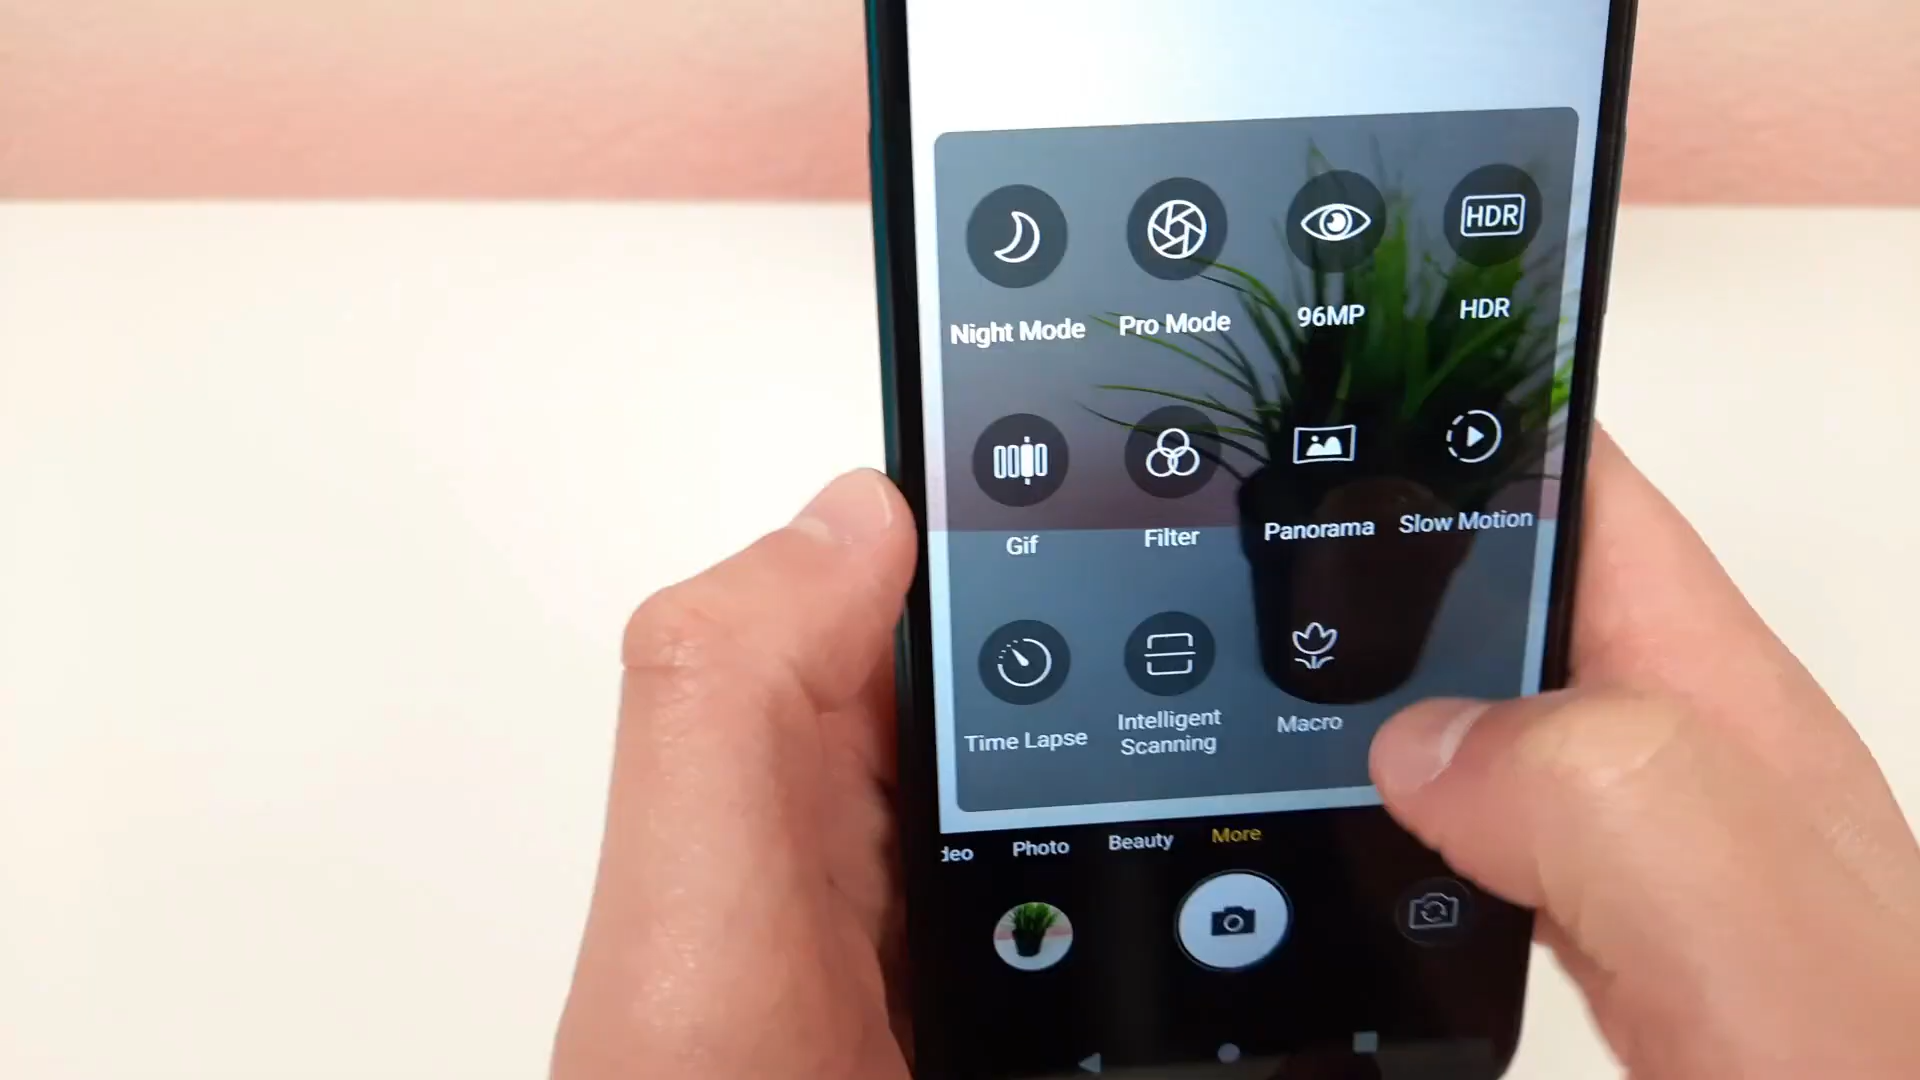 HDR
Night Mode
Pro Mode
96MP
HDR
Gif
Filter
Panorama
Slow Motion
Time Lapse
Intelligent
Scanning
Macro
deo
Photo
Beauty
More